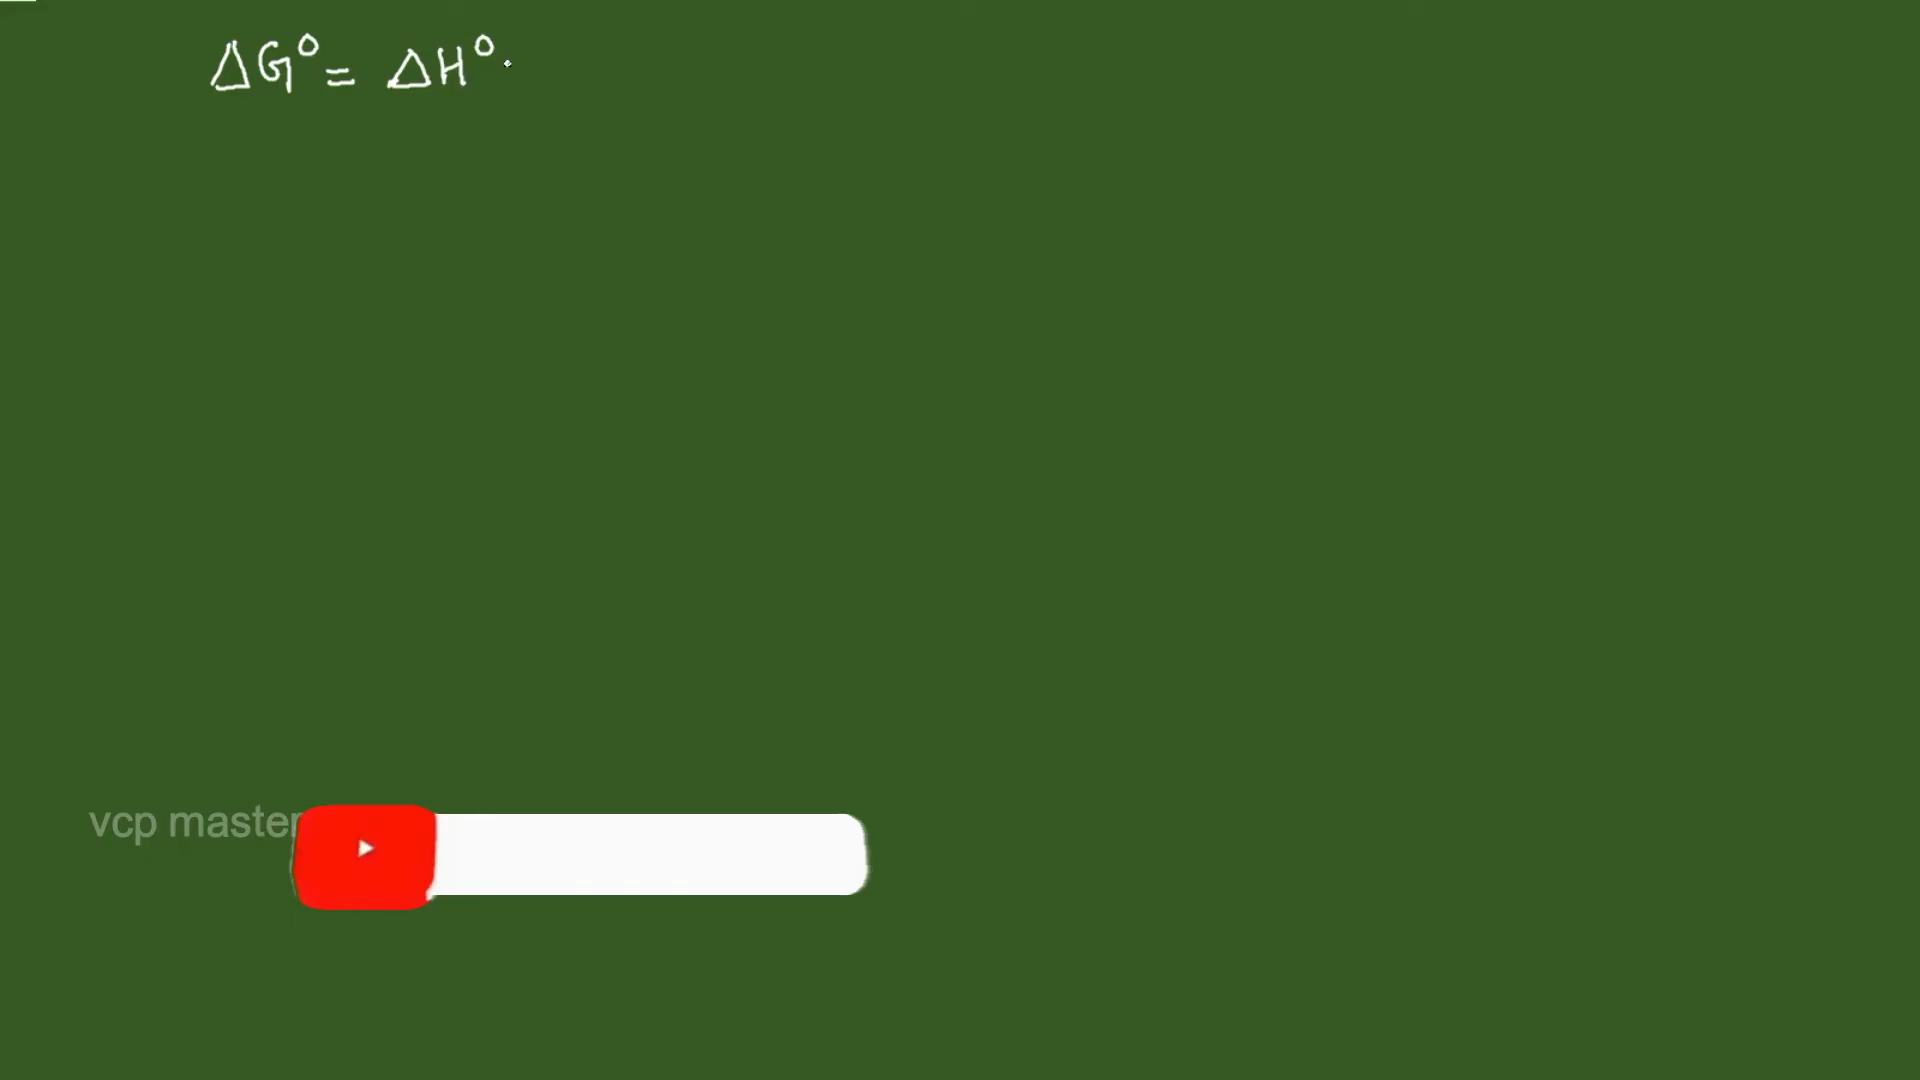 ΔG° = ΔH°
vcp master